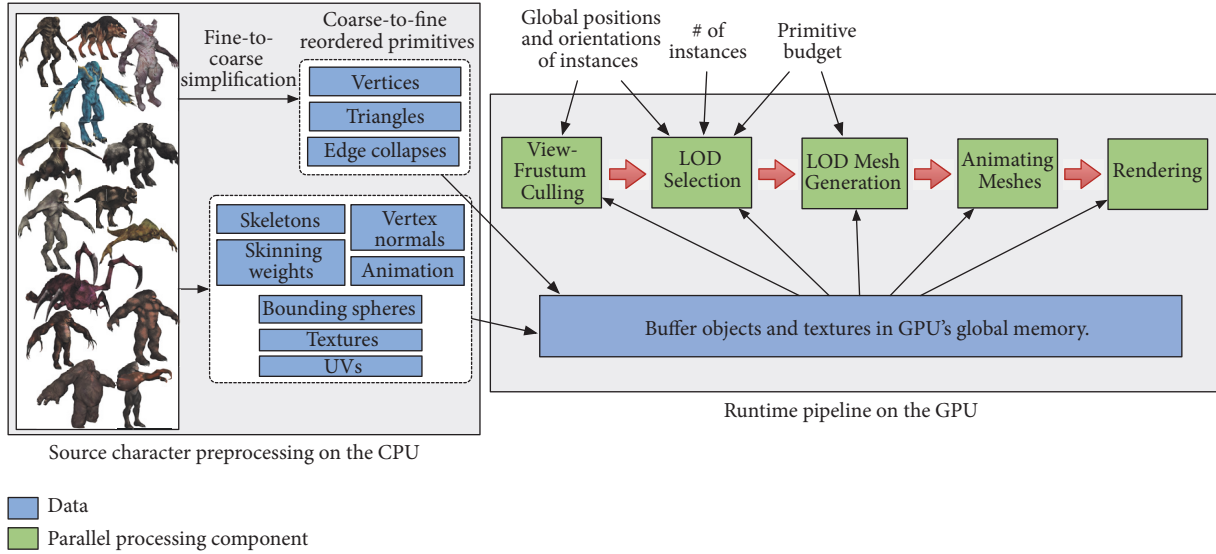 Fine-to-
coarse
simplification
Coarse-to-fine
reordered primitives
Vertices
Triangles
Edge collapses
Skeletons
Skinning
weights
Vertex
normals
Animation
Bounding spheres
Textures
UVs
Source character preprocessing on the CPU
Global positions
and orientations
of instances
# of
instances
Primitive
budget
View-
Frustum
Culling
LOD
Selection
LOD Mesh
Generation
Animating
Meshes
Rendering
Buffer objects and textures in GPU's global memory.
Runtime pipeline on the GPU
Data
Parallel processing component